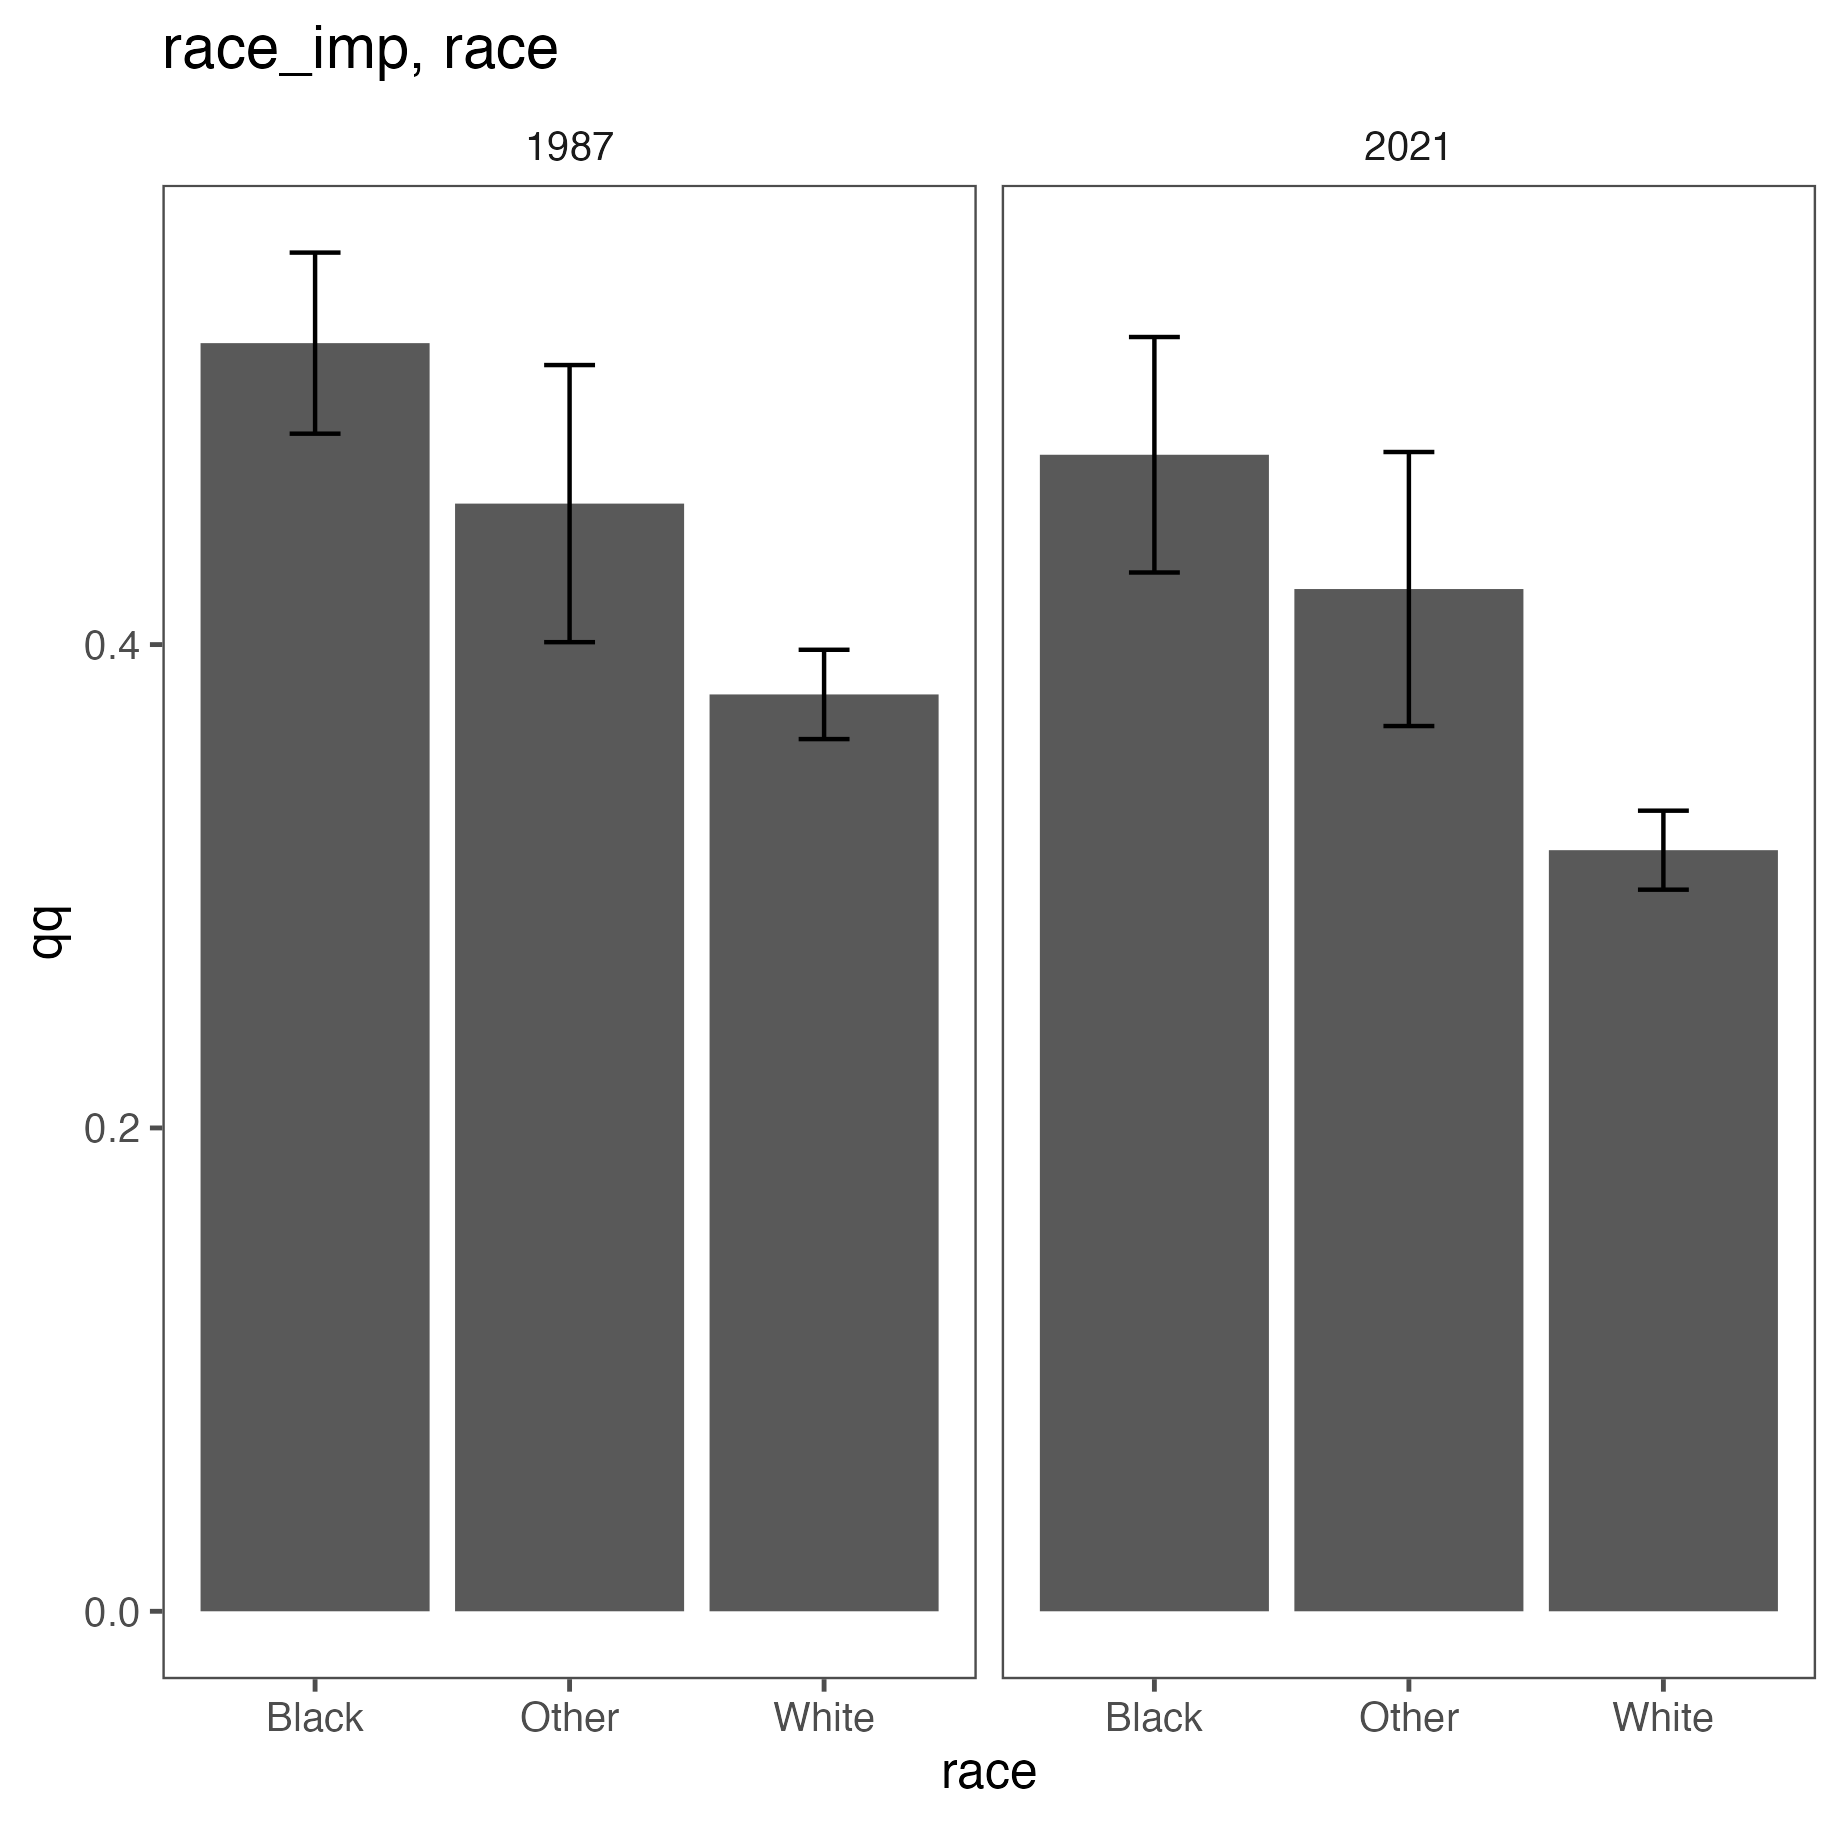 race_imp, race
1987 2021
qq
0.4
0.2
0.0
Black Other White Black Other White
race